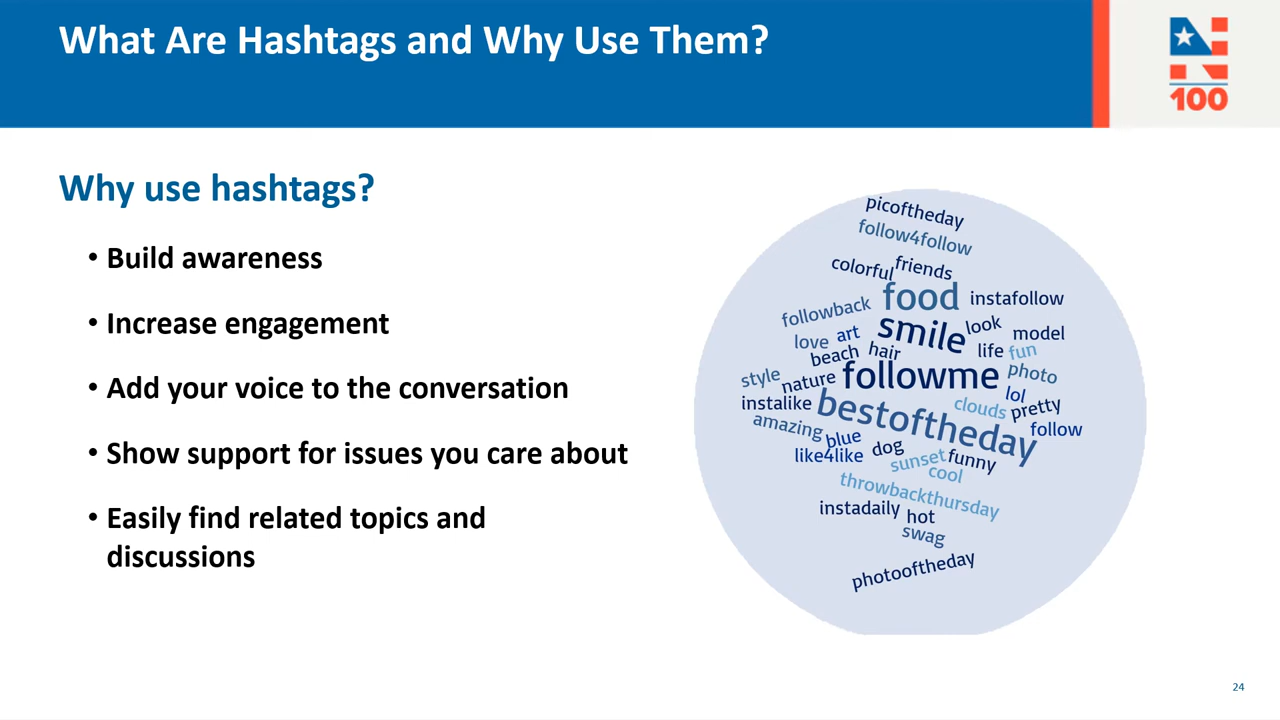 What Are Hashtags and Why Use Them?
100
Why use hashtags?
• Build awareness
• Increase engagement
• Add your voice to the conversation
• Show support for issues you care about
• Easily find related topics and
discussions
picoftheday
follow4follow
colorful friends
food instafollow
followback
smile look model
love art
beach hair life fun
style nature followme photo
instalike bestoftheday clouds lol pretty
amazing blue dog follow
like4like sunset funny
cool
throwbackthursday
instadaily hot
swag
photooftheday
24